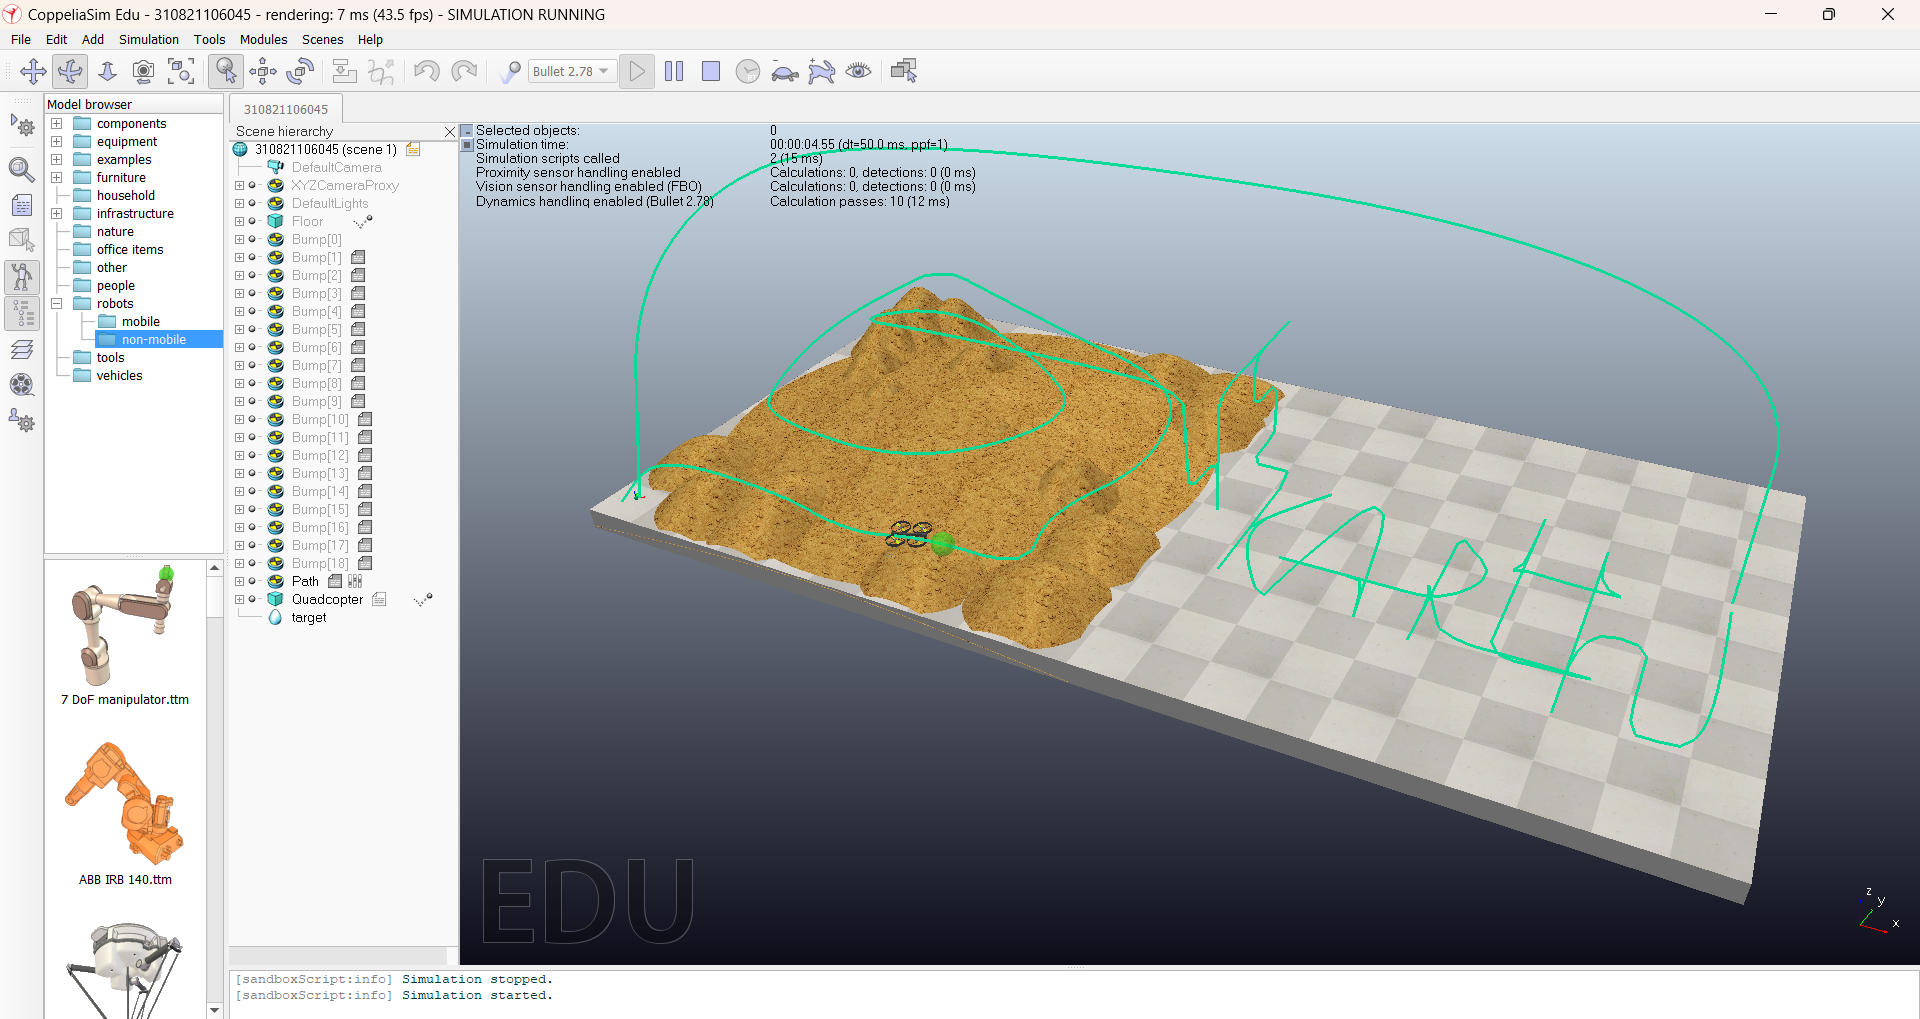 CoppeliaSim Edu - 310821106045 - rendering: 7 ms (43.5 fps) - SIMULATION RUNNING
File Edit Add Simulation Tools Modules Scenes Help
Bullet 2.78
Model browser
components
equipment
examples
furniture
household
infrastructure
nature
office items
other
people
robots
mobile
non-mobile
tools
vehicles
7 DoF manipulator.ttm
ABB IRB 140.ttm
310821106045
Scene hierarchy
310821106045 (scene 1)
DefaultCamera
XYZCameraProxy
DefaultLights
Floor
Bump[0]
Bump[1]
Bump[2]
Bump[3]
Bump[4]
Bump[5]
Bump[6]
Bump[7]
Bump[8]
Bump[9]
Bump[10]
Bump[11]
Bump[12]
Bump[13]
Bump[14]
Bump[15]
Bump[16]
Bump[17]
Bump[18]
Path
Quadcopter
target
Selected objects: 0
Simulation time: 00:00:04.55 (dt=50.0 ms, ppf=1)
Simulation scripts called 2 (15 ms)
Proximity sensor handling enabled Calculations: 0, detections: 0 (0 ms)
Vision sensor handling enabled (FBO) Calculations: 0, detections: 0 (0 ms)
Dynamics handling enabled (Bullet 2.78) Calculation passes: 10 (12 ms)
EDU
z
y
x
[sandboxScript:info] Simulation stopped.
[sandboxScript:info] Simulation started.